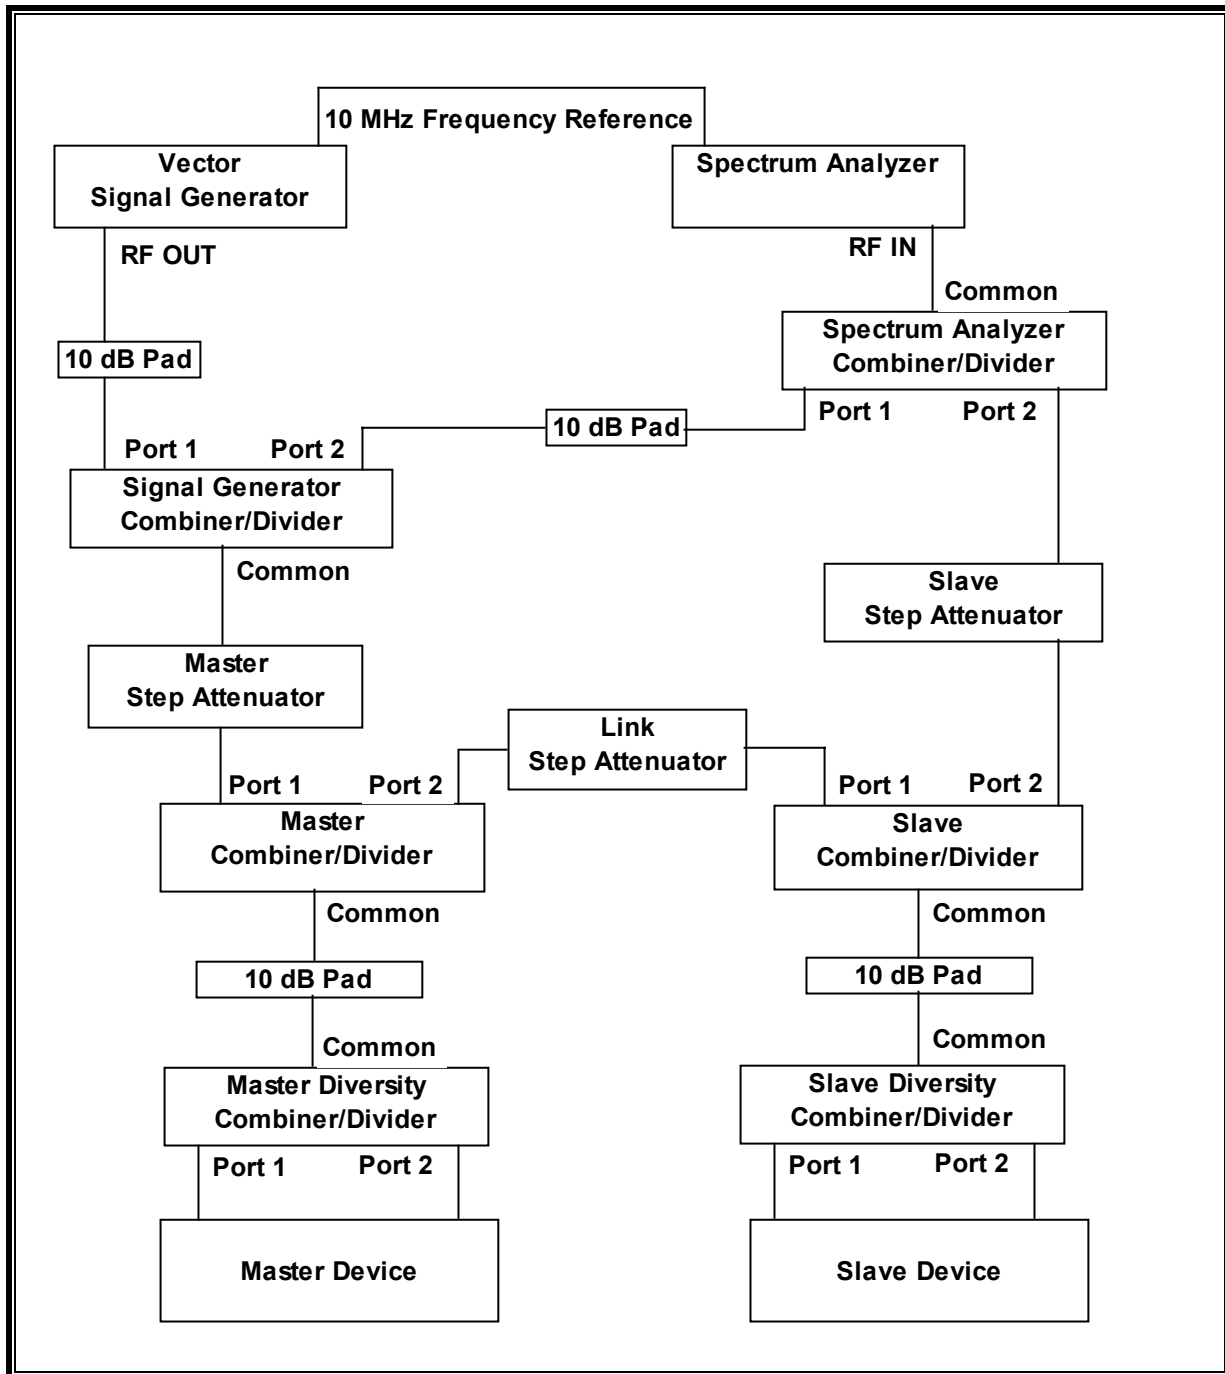 10 MHz Frequency Reference
Vector
Signal Generator
Spectrum Analyzer
RF OUT
RF IN
Common
Spectrum Analyzer
Combiner/Divider
10 dB Pad
Port 1
Port 2
10 dB Pad
Port 1
Port 2
Signal Generator
Combiner/Divider
Common
Slave
Step Attenuator
Master
Step Attenuator
Link
Step Attenuator
Port 1
Port 2
Port 1
Port 2
Master
Combiner/Divider
Slave
Combiner/Divider
Common
Common
10 dB Pad
10 dB Pad
Common
Common
Master Diversity
Combiner/Divider
Slave Diversity
Combiner/Divider
Port 1
Port 2
Port 1
Port 2
Master Device
Slave Device